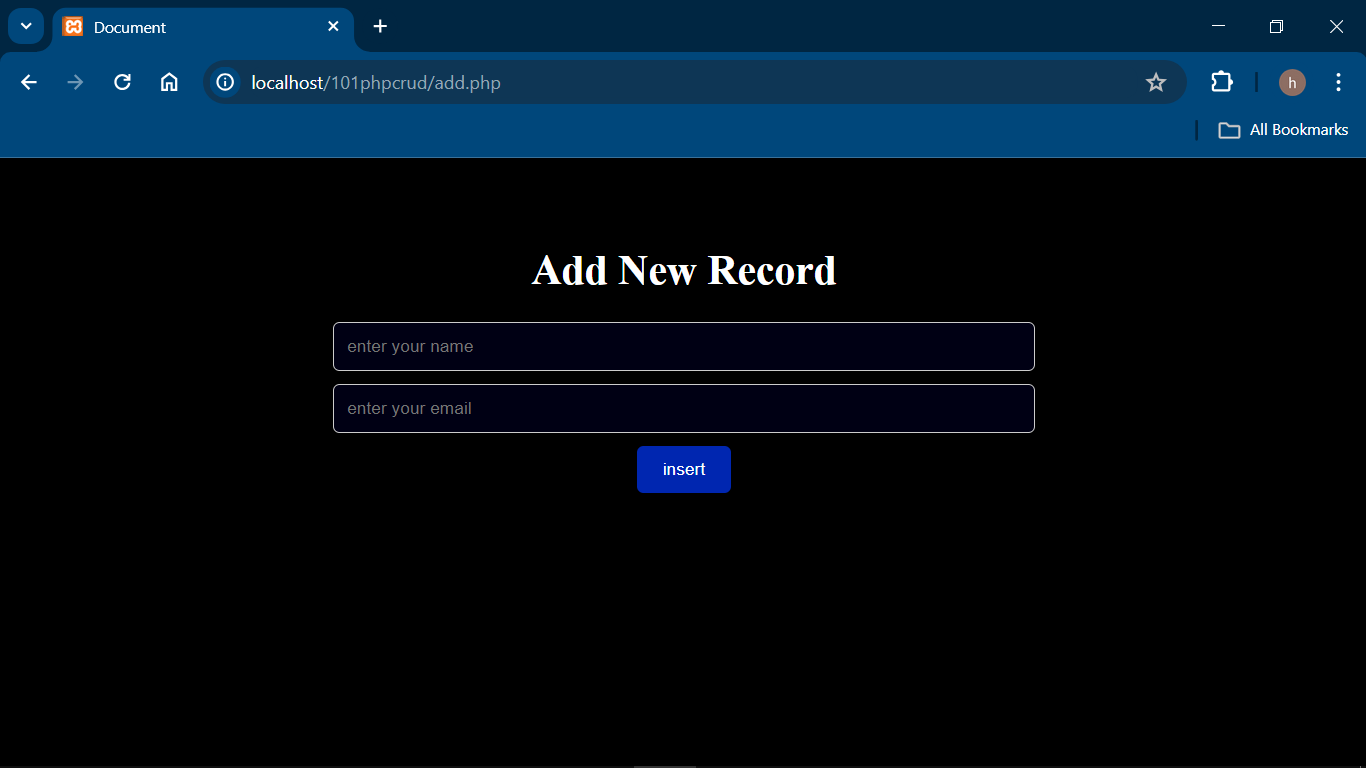 Document
localhost/101phpcrud/add.php
h
All Bookmarks
Add New Record
enter your name
enter your email
insert